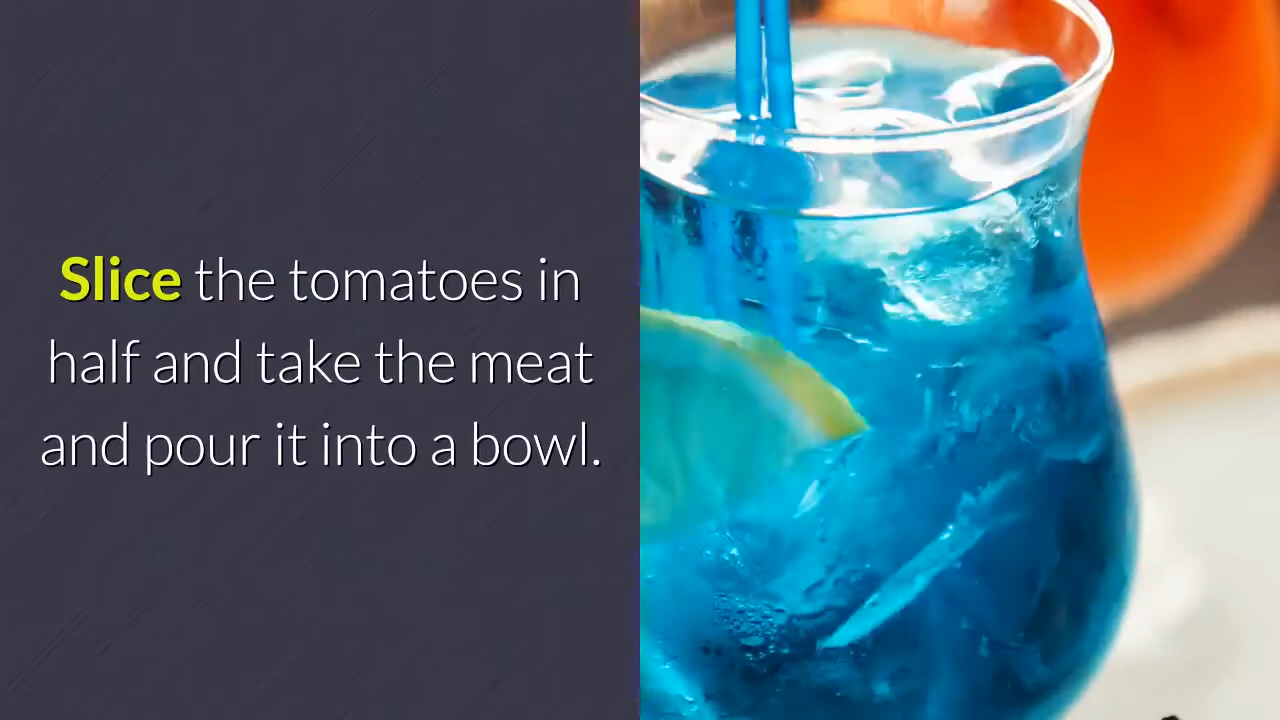 Slice the tomatoes in
half and take the meat
and pour it into a bowl.